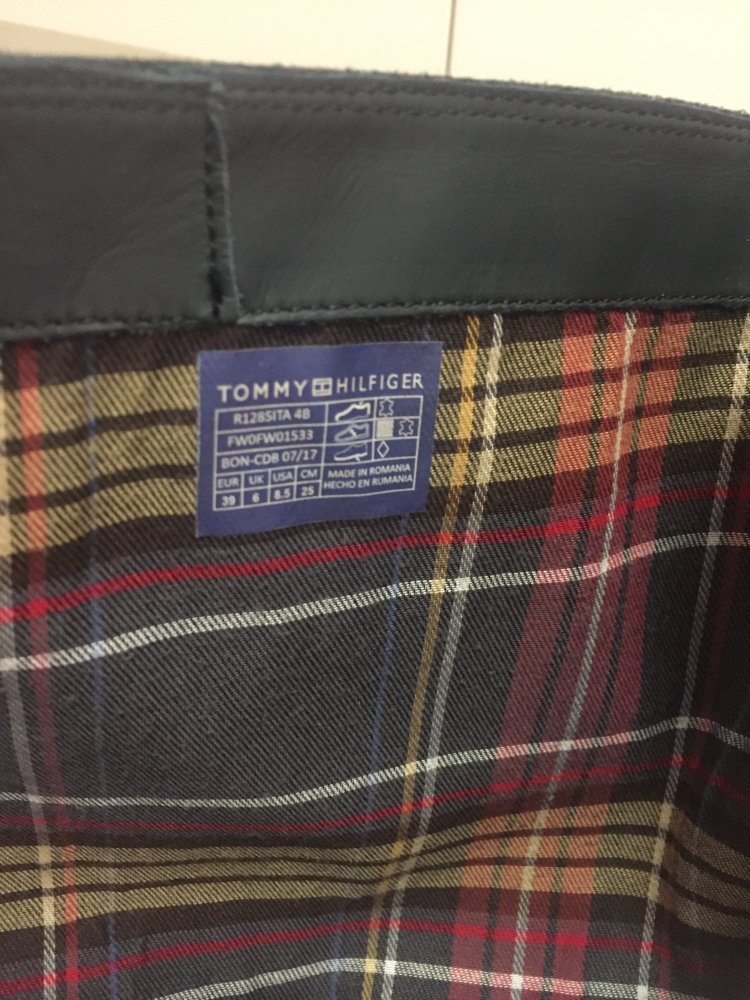 TOMMY HILFIGER
R1285ITA 4B
FW0FW01533
BON-CDB 07/17
EUR UK USA CM
39 6 8.5 25
MADE IN ROMANIA
HECHO EN RUMANIA